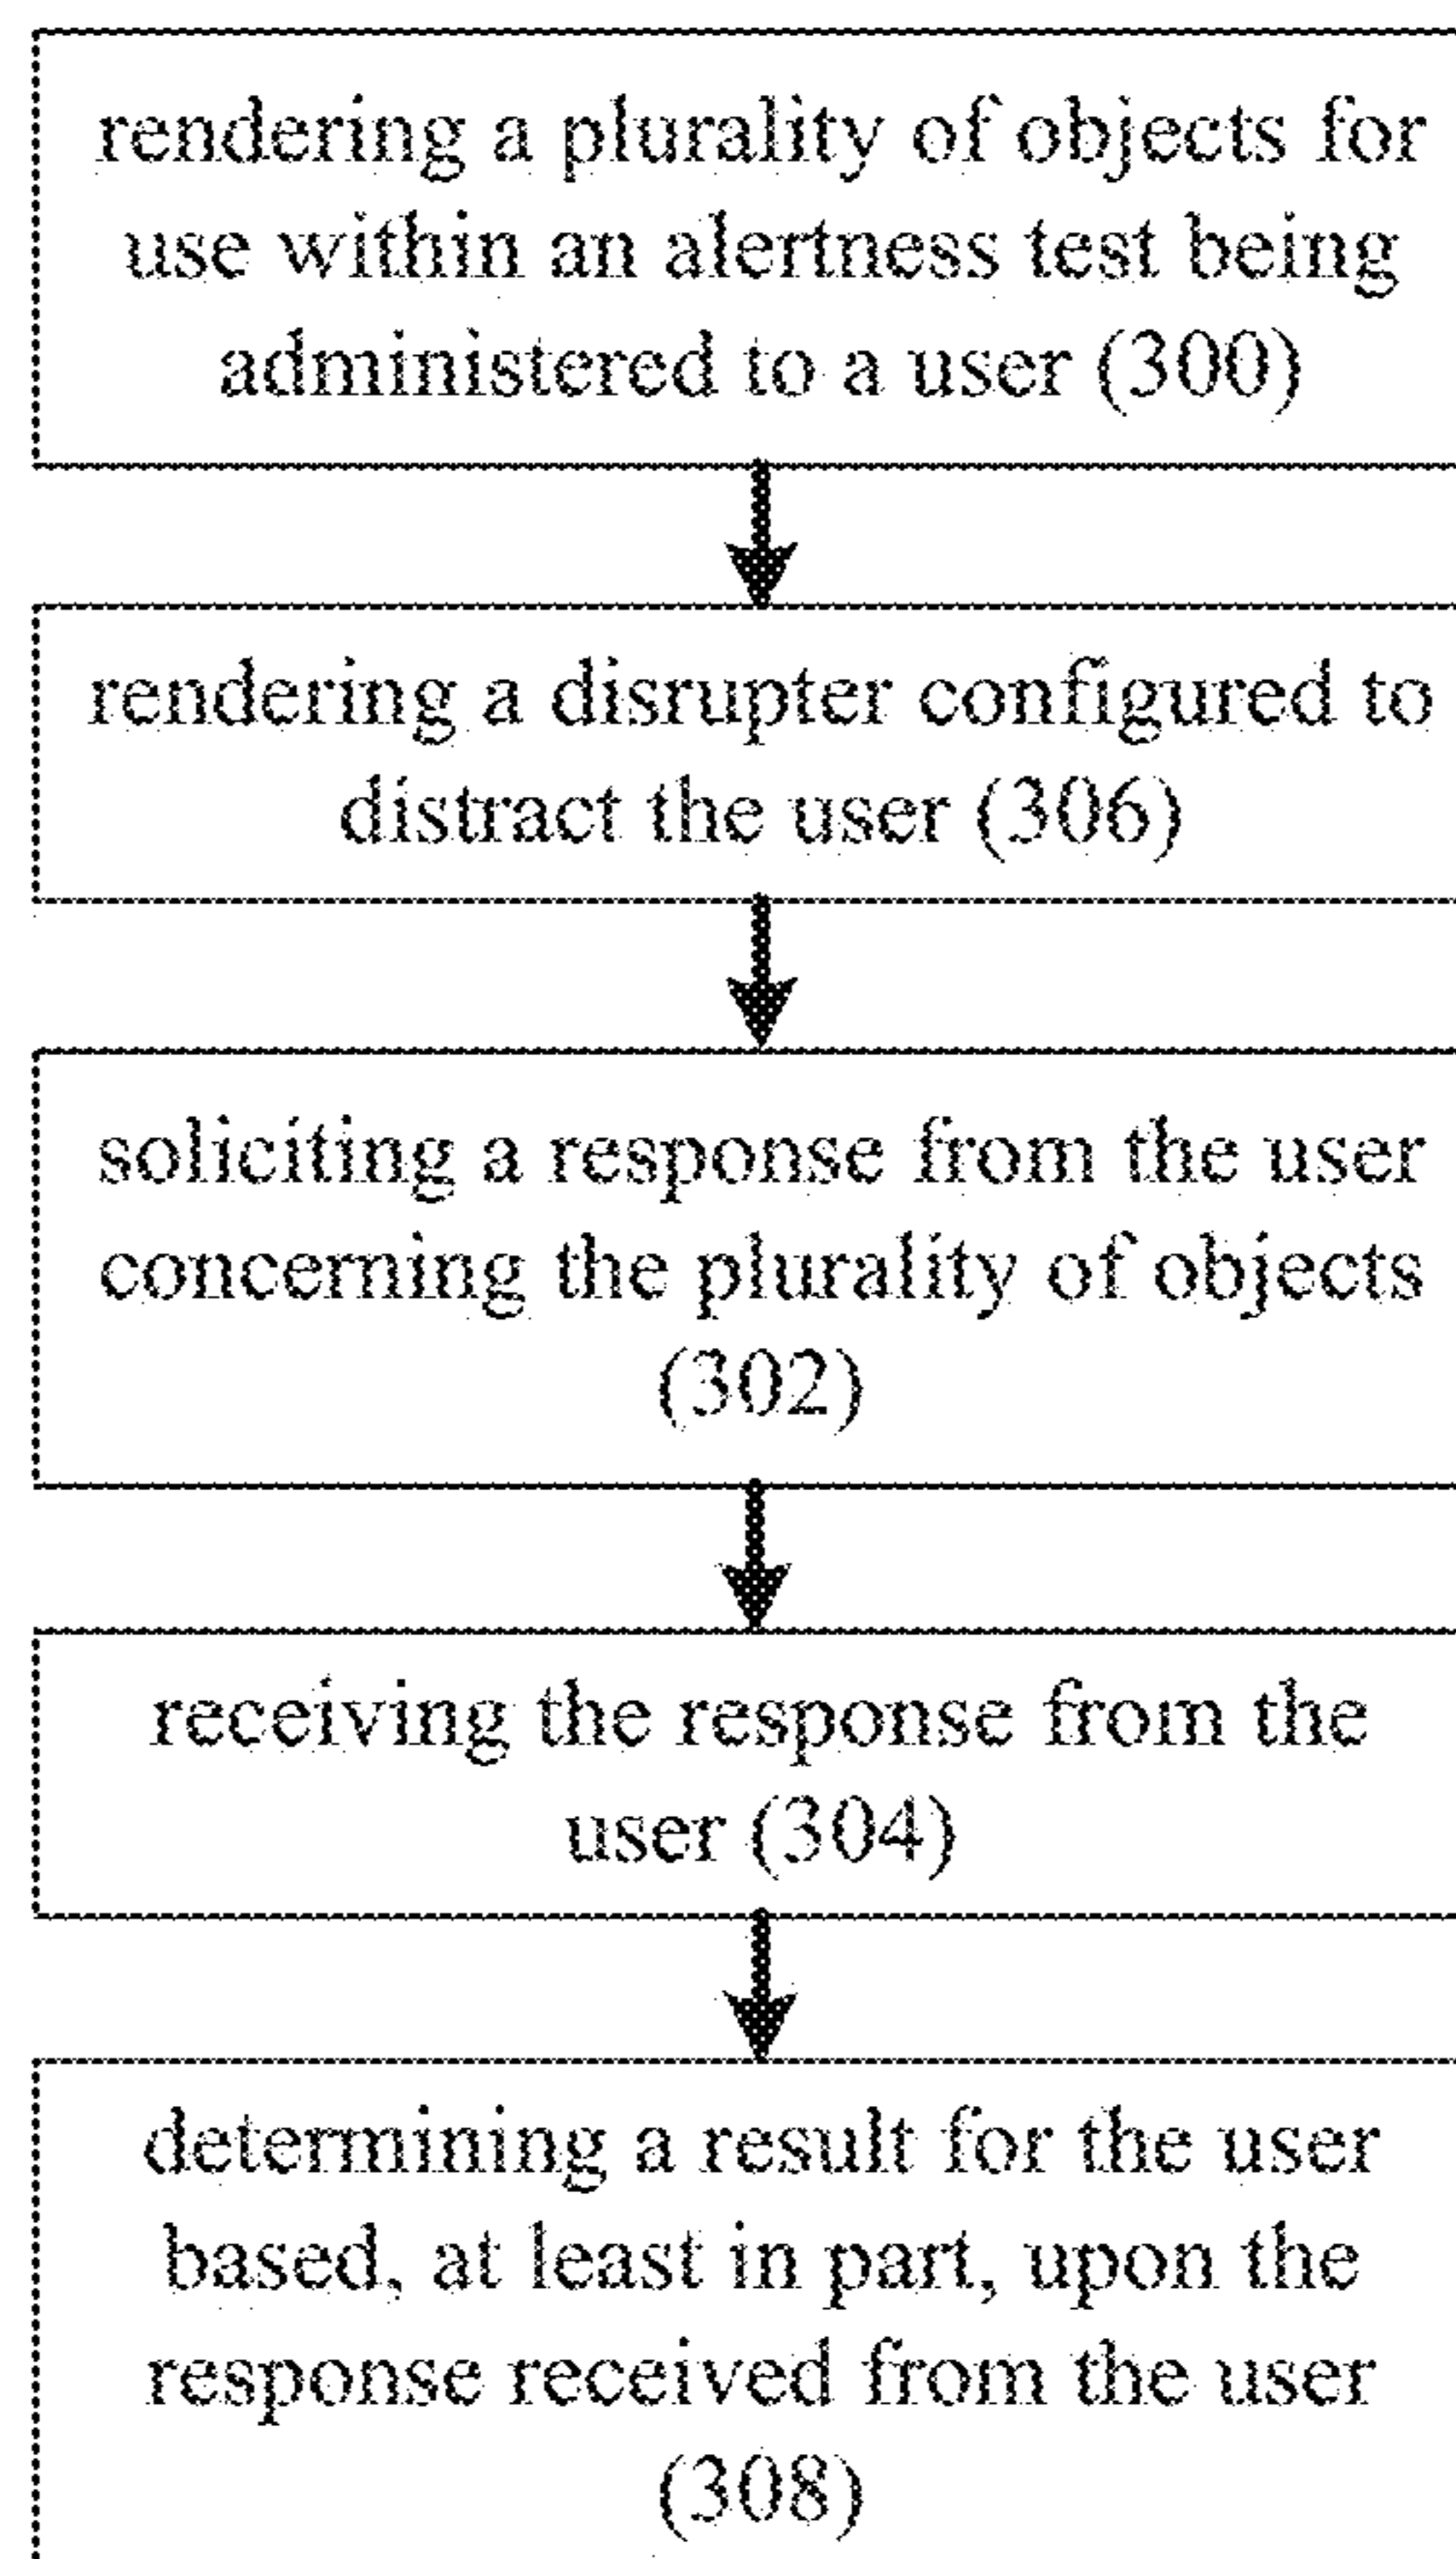 rendering a plurality of objects for
use within an alertness test being
administered to a user (300)
rendering a disrupter configured to
distract the user (306)
soliciting a response from the user
concerning the plurality of objects
(302)
receiving the response from the
user (304)
determining a result for the user
based, at least in part, upon the
response received from the user
(308)